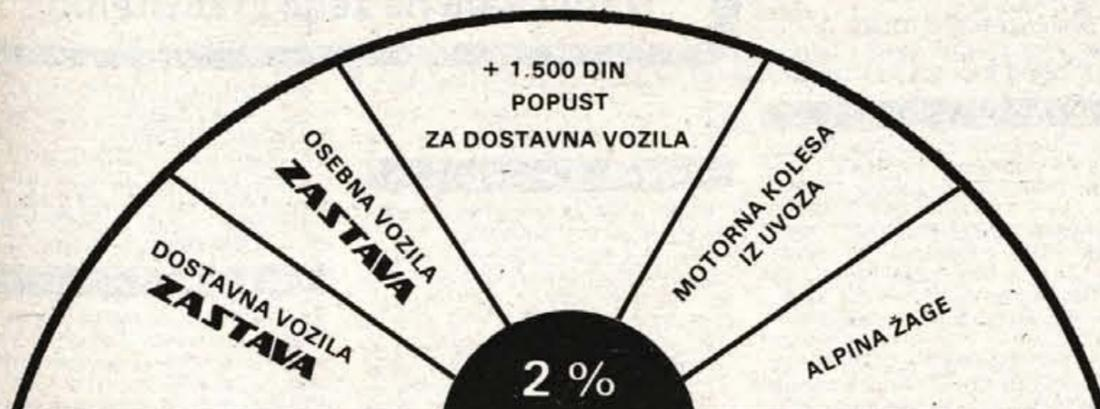 DOSTAVNA VOZILA
ZASTAVA
OSEBNA VOZILA
ZASTAVA
+ 1.500 DIN
POPUST
ZA DOSTAVNA VOZILA
MOTORNA KOLESA
IZ UVOZA
ALPINA ŽAGE
2 %